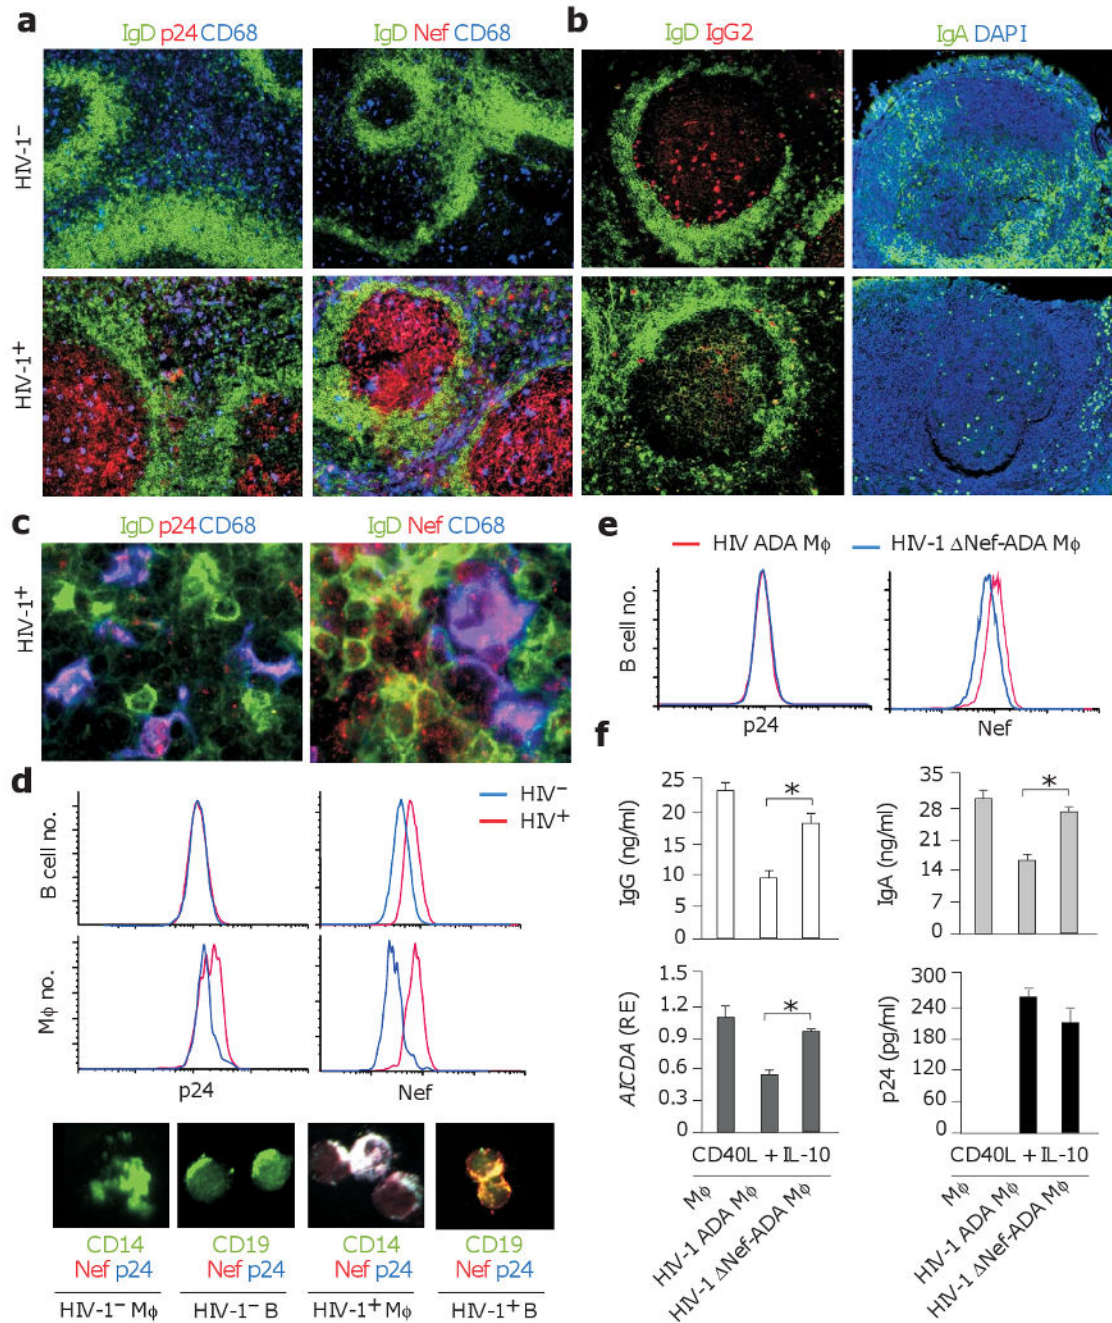 a
IgD p24 CD68
IgD Nef CD68
HIV-1⁻
HIV-1⁺
b
IgD IgG2
IgA DAPI
c
IgD p24 CD68
IgD Nef CD68
HIV-1⁺
d
HIV⁻
HIV⁺
B cell no.
Mφ no.
p24
Nef
CD14
Nef p24
HIV-1⁻ Mφ
CD19
Nef p24
HIV-1⁻ B
CD14
Nef p24
HIV-1⁺ Mφ
CD19
Nef p24
HIV-1⁺ B
e
HIV ADA Mφ
HIV-1 ΔNef-ADA Mφ
B cell no.
p24
Nef
f
IgG (ng/ml)
25
20
15
10
5
0
*
IgA (ng/ml)
35
28
21
14
7
0
*
AICDA (RE)
1.5
1.2
0.9
0.6
0.3
0
*
p24 (pg/ml)
300
240
180
120
60
0
CD40L + IL-10
Mφ
HIV-1 ADA Mφ
HIV-1 ΔNef-ADA Mφ
CD40L + IL-10
Mφ
HIV-1 ADA Mφ
HIV-1 ΔNef-ADA Mφ